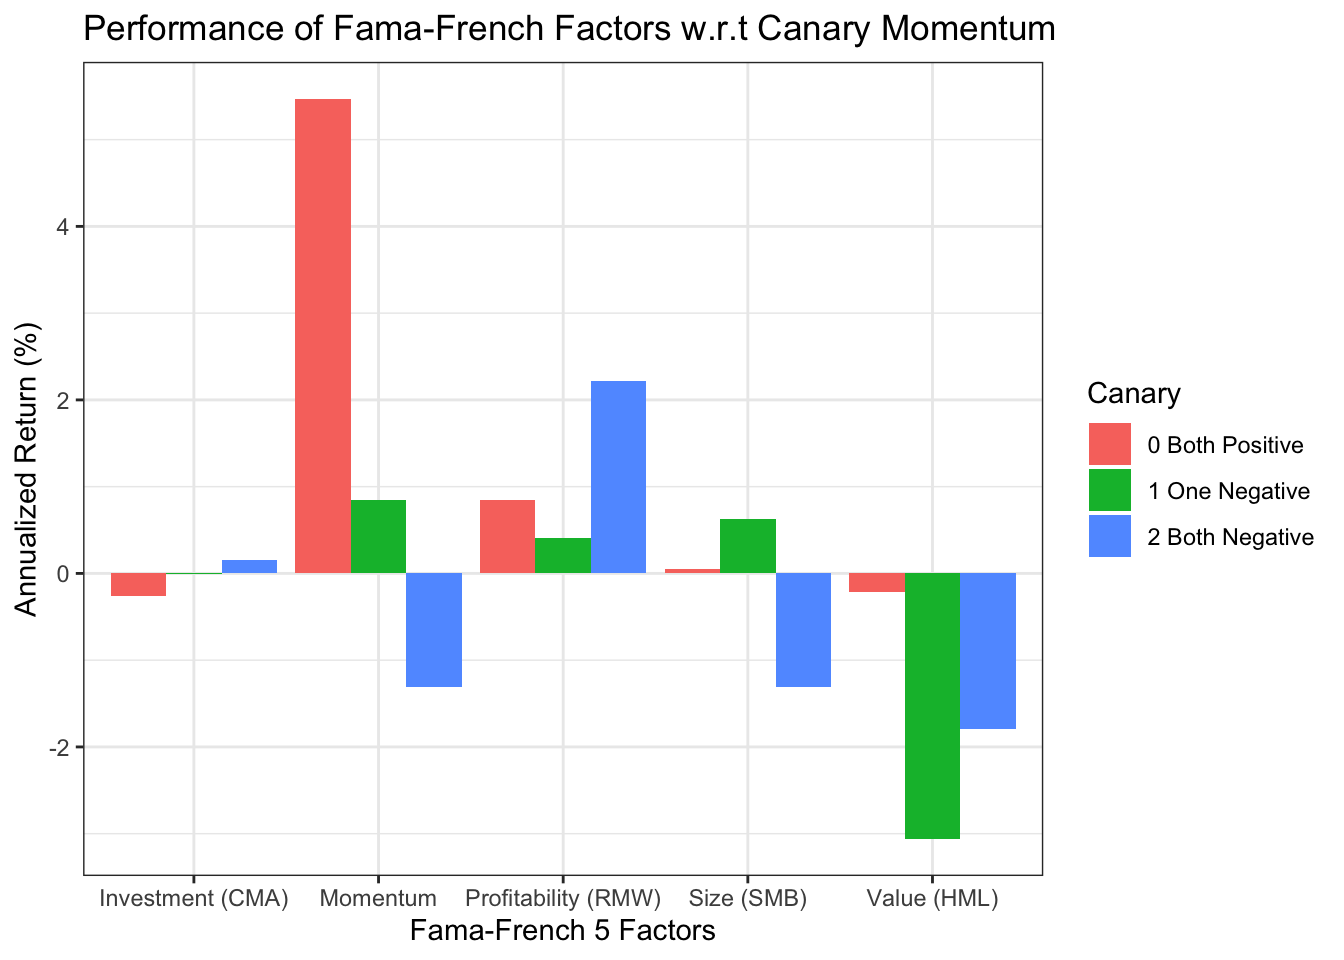 Performance of Fama-French Factors w.r.t Canary Momentum
Annualized Return (%)
4
2
0
-2
Investment (CMA)
Momentum
Profitability (RMW)
Size (SMB)
Value (HML)
Fama-French 5 Factors
Canary
0 Both Positive
1 One Negative
2 Both Negative